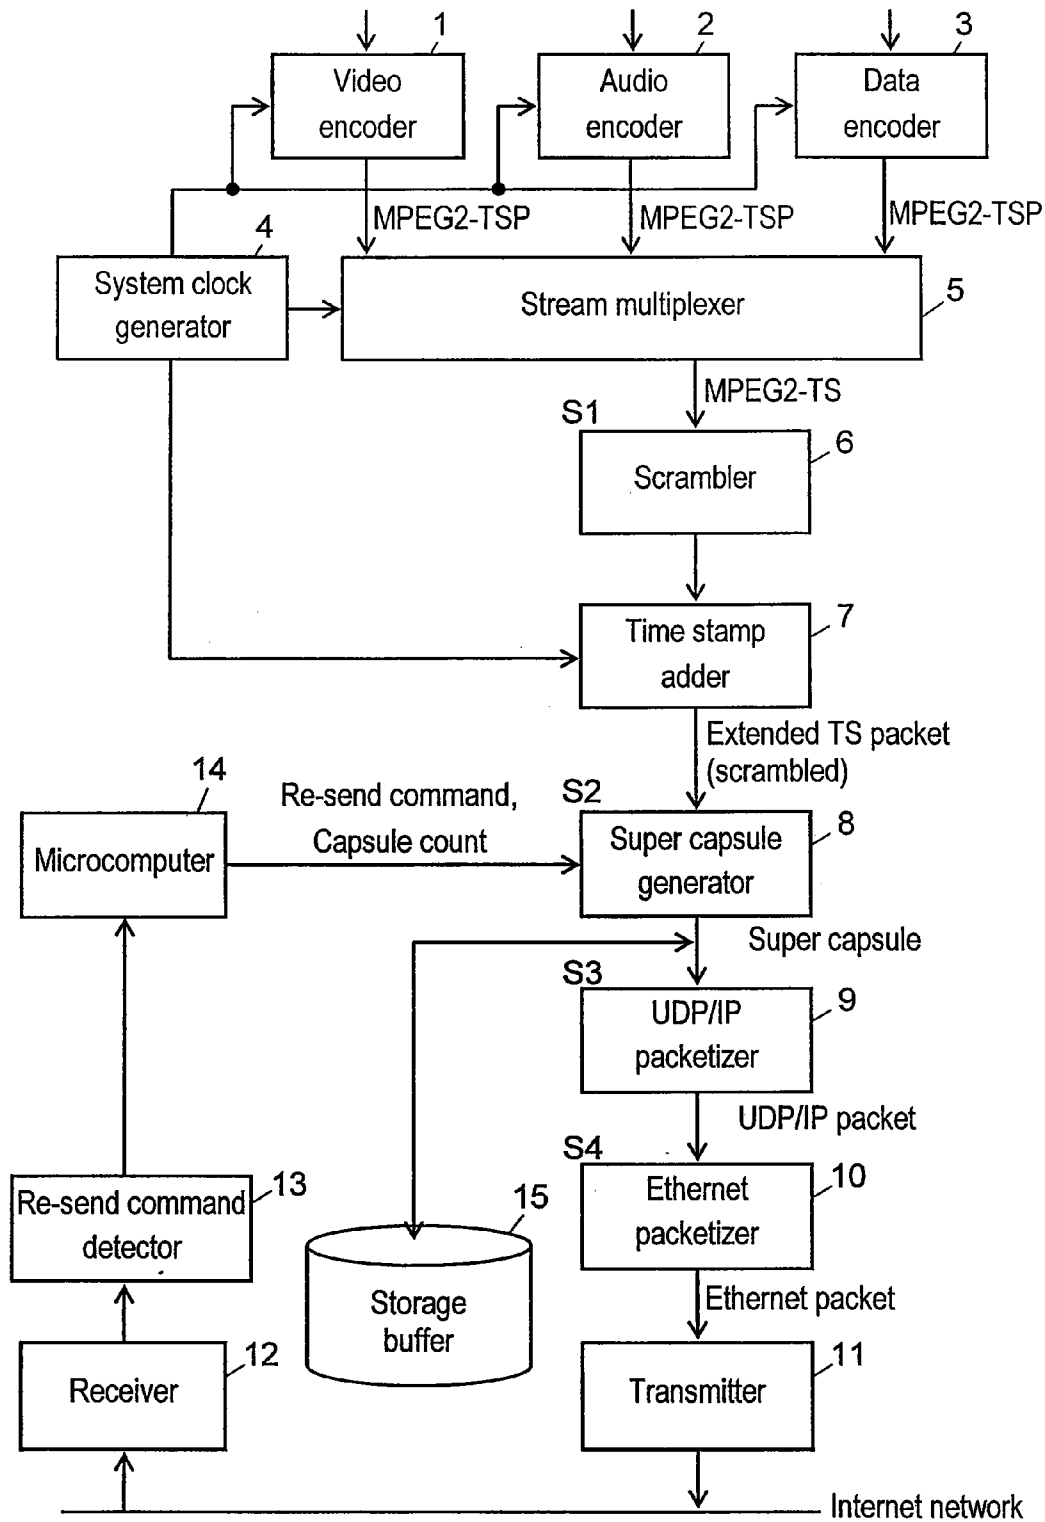 1
2
3
Video
encoder
Audio
encoder
Data
encoder
MPEG2-TSP
MPEG2-TSP
MPEG2-TSP
4
System clock
generator
Stream multiplexer
5
MPEG2-TS
S1
6
Scrambler
7
Time stamp
adder
Extended TS packet
(scrambled)
14
Microcomputer
Re-send command,
Capsule count
S2
8
Super capsule
generator
Super capsule
S3
9
UDP/IP
packetizer
UDP/IP packet
S4
10
Ethernet
packetizer
13
Re-send command
detector
15
Storage
buffer
Ethernet packet
12
Receiver
11
Transmitter
Internet network